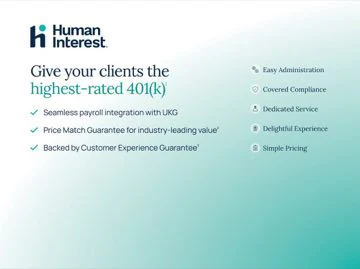 Human
Interest
Give your clients the
highest-rated 401(k)
Seamless payroll integration with UKG
Price Match Guarantee for industry-leading value²
Backed by Customer Experience Guarantee¹
Easy Administration
Covered Compliance
Dedicated Service
Delightful Experience
Simple Pricing